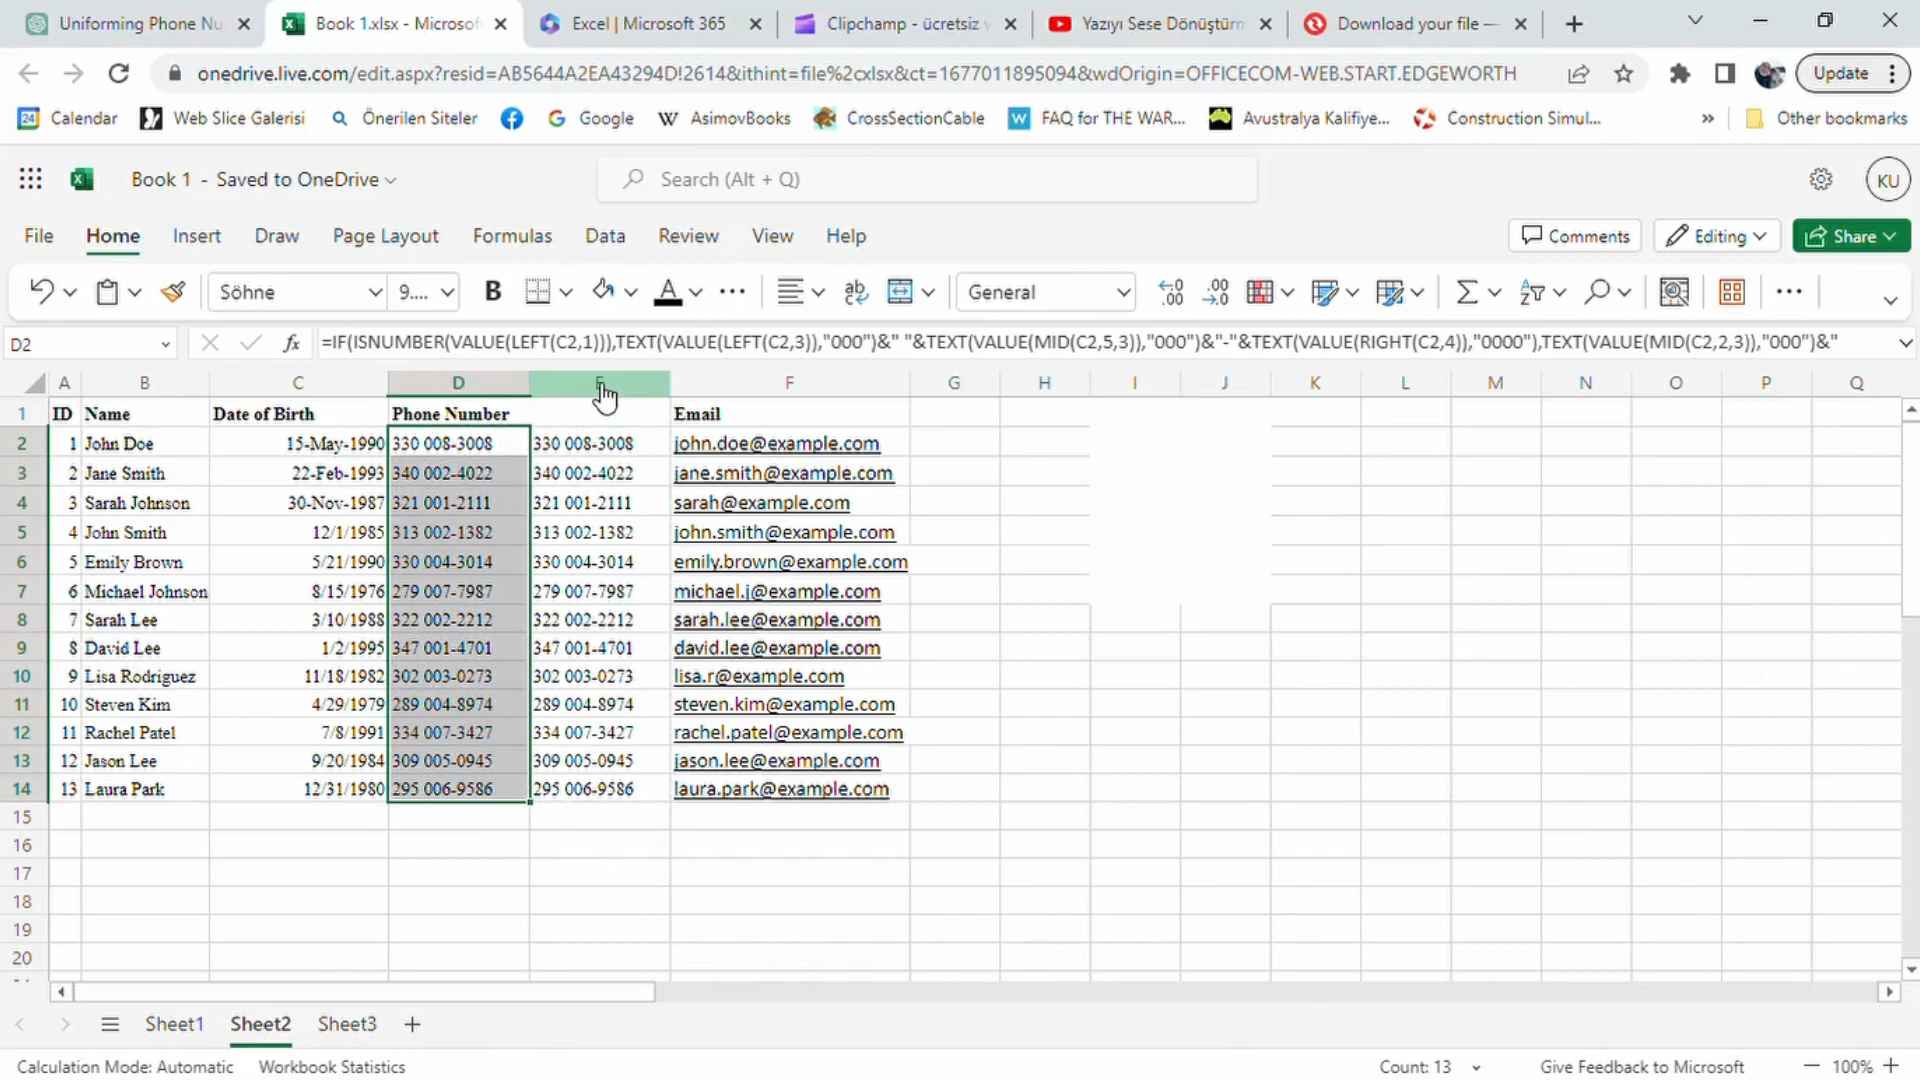 Uniforming Phone Nu
Book 1.xlsx - Microsof
Excel | Microsoft 365
Clipchamp - ücretsiz v
Yazıyı Sese Dönüştürm
Download your file —
onedrive.live.com/edit.aspx?resid=AB5644A2EA43294D!2614&ithint=file%2cxlsx&ct=1677011895094&wdOrigin=OFFICECOM-WEB.START.EDGEWORTH
Update
24 Calendar
Web Slice Galerisi
Önerilen Siteler
Google
AsimovBooks
CrossSectionCable
FAQ for THE WAR...
Avustralya Kalifiye...
Construction Simul...
» Other bookmarks
Book 1 - Saved to OneDrive
Search (Alt + Q)
KU
File Home Insert Draw Page Layout Formulas Data Review View Help
Comments Editing Share
Söhne 9.... B A General
D2 fx =IF(ISNUMBER(VALUE(LEFT(C2,1))),TEXT(VALUE(LEFT(C2,3)),"000")&" "&TEXT(VALUE(MID(C2,5,3)),"000")&"-"&TEXT(VALUE(RIGHT(C2,4)),"0000"),TEXT(VALUE(MID(C2,2,3)),"000")&"
A B C D F G H I J K L M N O P Q
1 ID Name Date of Birth Phone Number Email
2 1 John Doe 15-May-1990 330 008-3008 330 008-3008 john.doe@example.com
3 2 Jane Smith 22-Feb-1993 340 002-4022 340 002-4022 jane.smith@example.com
4 3 Sarah Johnson 30-Nov-1987 321 001-2111 321 001-2111 sarah@example.com
5 4 John Smith 12/1/1985 313 002-1382 313 002-1382 john.smith@example.com
6 5 Emily Brown 5/21/1990 330 004-3014 330 004-3014 emily.brown@example.com
7 6 Michael Johnson 8/15/1976 279 007-7987 279 007-7987 michael.j@example.com
8 7 Sarah Lee 3/10/1988 322 002-2212 322 002-2212 sarah.lee@example.com
9 8 David Lee 1/2/1995 347 001-4701 347 001-4701 david.lee@example.com
10 9 Lisa Rodriguez 11/18/1982 302 003-0273 302 003-0273 lisa.r@example.com
11 10 Steven Kim 4/29/1979 289 004-8974 289 004-8974 steven.kim@example.com
12 11 Rachel Patel 7/8/1991 334 007-3427 334 007-3427 rachel.patel@example.com
13 12 Jason Lee 9/20/1984 309 005-0945 309 005-0945 jason.lee@example.com
14 13 Laura Park 12/31/1980 295 006-9586 295 006-9586 laura.park@example.com
15
16
17
18
19
20
Sheet1 Sheet2 Sheet3 +
Calculation Mode: Automatic Workbook Statistics Count: 13 Give Feedback to Microsoft — 100% +